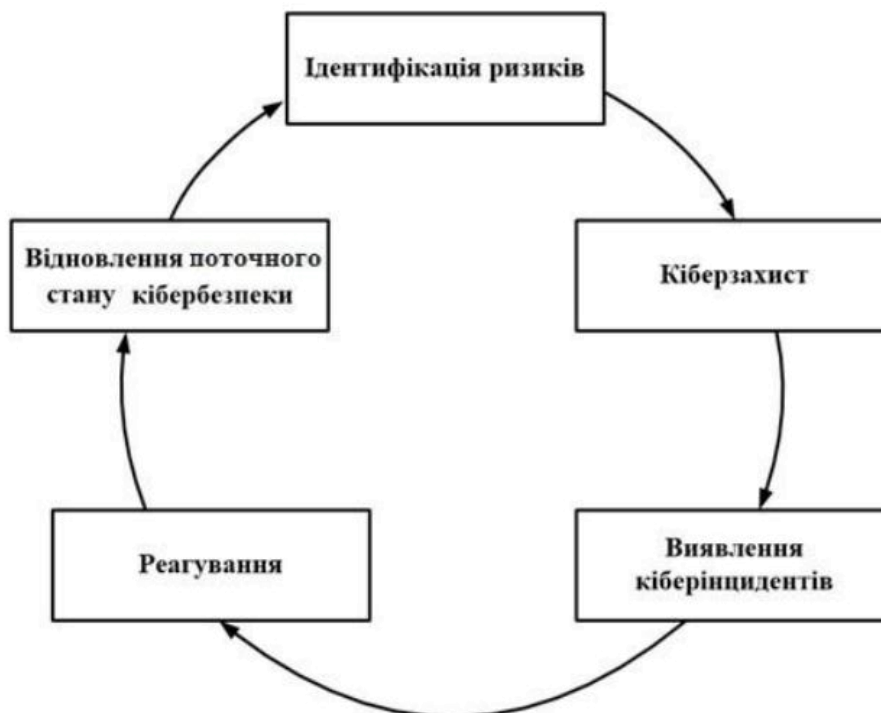 Ідентифікація ризиків
Кіберзахист
Виявлення
кіберінцидентів
Реагування
Відновлення поточного
стану кібербезпеки